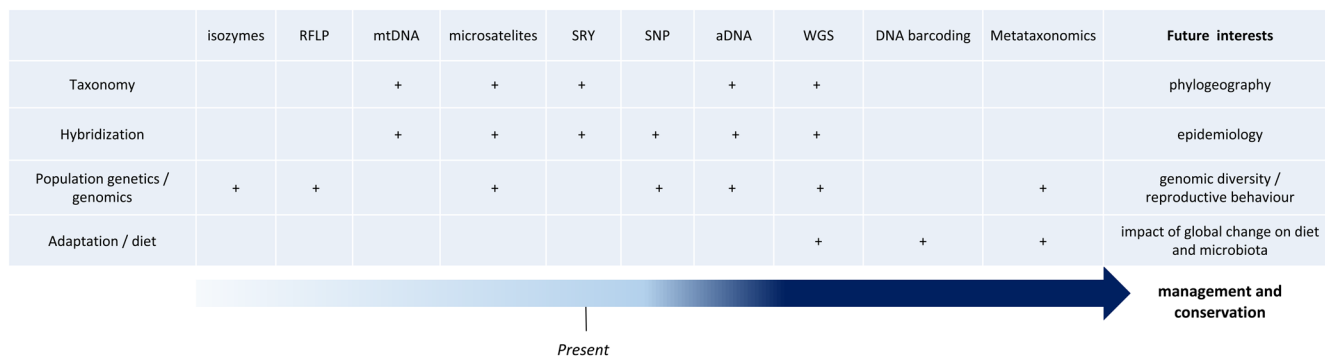 isozymes RFLP mtDNA microsatelites SRY SNP aDNA WGS DNA barcoding Metataxonomics Future interests
Taxonomy + + + + + phylogeography
Hybridization + + + + + + epidemiology
Population genetics /
genomics
+ + + + + + +
genomic diversity /
reproductive behaviour
Adaptation / diet + + +
impact of global change on diet
and microbiota
management and
conservation
Present